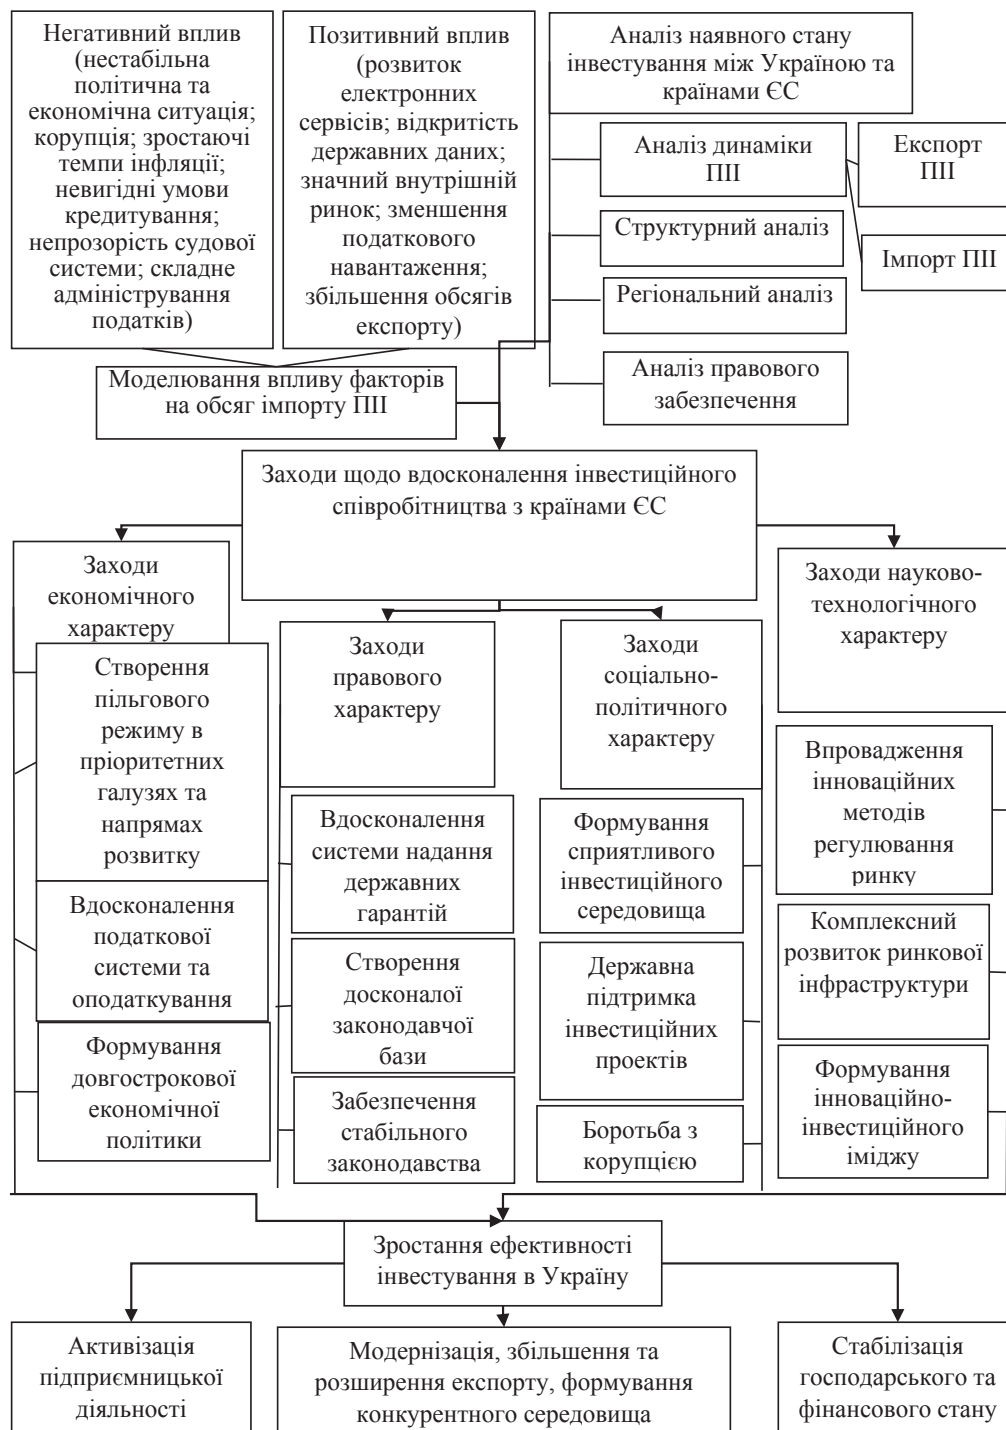 Негативний вплив
(нестабільна
політична та
економічна ситуація;
корупція; зростаючі
темпи інфляції;
невигідні умови
кредитування;
непрозорість судової
системи; складне
адміністрування
податків)
Позитивний вплив
(розвиток
електронних
сервісів; відкритість
державних даних;
значний внутрішній
ринок; зменшення
податкового
навантаження;
збільшення обсягів
експорту)
Аналіз наявного стану
інвестування між Україною та
країнами ЄС
Аналіз динаміки
ПІІ
Експорт
ПІІ
Імпорт ПІІ
Структурний аналіз
Регіональний аналіз
Аналіз правового
забезпечення
Моделювання впливу факторів
на обсяг імпорту ПІІ
Заходи щодо вдосконалення інвестиційного
співробітництва з країнами ЄС
Заходи
економічного
характеру
Створення
пільгового
режиму в
пріоритетних
галузях та
напрямах
розвитку
Вдосконалення
податкової
системи та
оподаткування
Формування
довгострокової
економічної
політики
Заходи
правового
характеру
Вдосконалення
системи надання
державних
гарантій
Створення
досконалої
законодавчої
бази
Забезпечення
стабільного
законодавства
Заходи
соціально-
політичного
характеру
Формування
сприятливого
інвестиційного
середовища
Державна
підтримка
інвестиційних
проектів
Боротьба з
корупцією
Заходи науково-
технологічного
характеру
Впровадження
інноваційних
методів
регулювання
ринку
Комплексний
розвиток ринкової
інфраструктури
Формування
інноваційно-
інвестиційного
іміджу
Зростання ефективності
інвестування в Україну
Активізація
підприємницької
діяльності
Модернізація, збільшення та
розширення експорту, формування
конкурентного середовища
Стабілізація
господарського та
фінансового стану